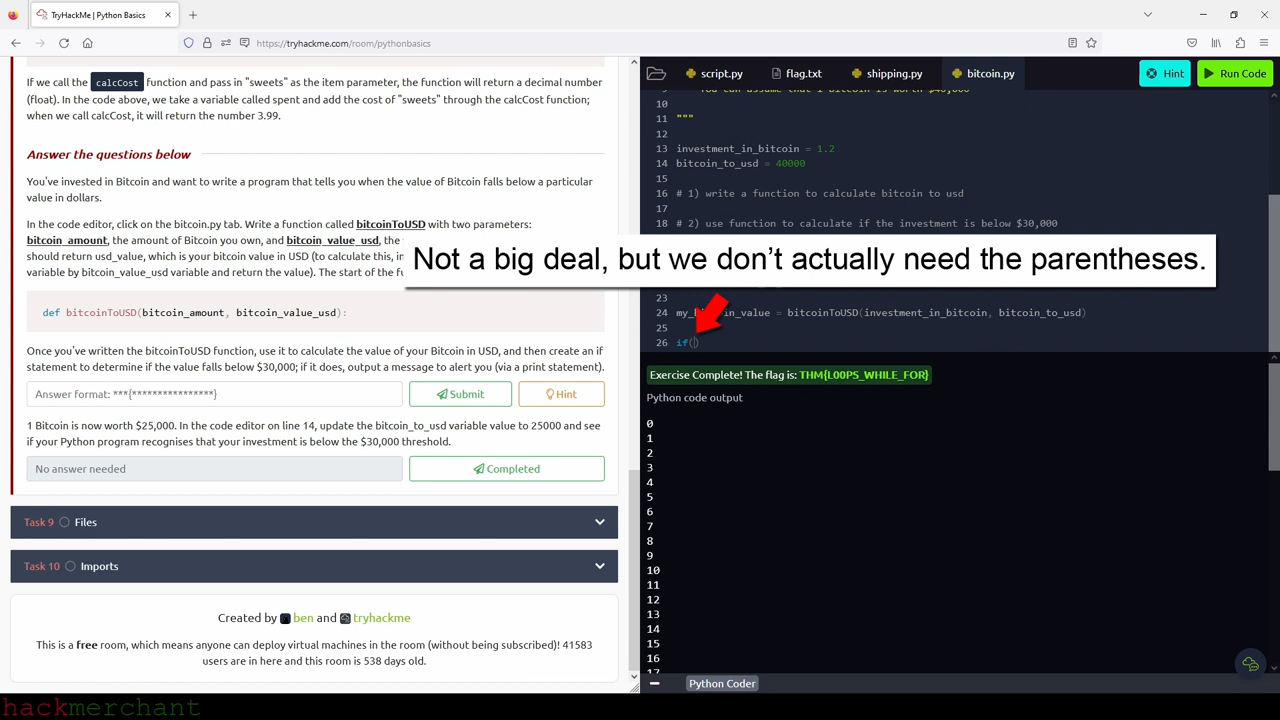 TryHackMe | Python Basics
https://tryhackme.com/room/pythonbasics
If we call the calcCost function and pass in "sweets" as the item parameter, the function will return a decimal number
(float). In the code above, we take a variable called spent and add the cost of "sweets" through the calcCost function;
when we call calcCost, it will return the number 3.99.
Answer the questions below
You've invested in Bitcoin and want to write a program that tells you when the value of Bitcoin falls below a particular
value in dollars.
In the code editor, click on the bitcoin.py tab. Write a function called bitcoinToUSD with two parameters:
bitcoin_amount, the amount of Bitcoin you own, and bitcoin_value_usd, the
should return usd_value, which is your bitcoin value in USD (to calculate this, in
variable by bitcoin_value_usd variable and return the value). The start of the fu
def bitcoinToUSD(bitcoin_amount, bitcoin_value_usd):
Once you've written the bitcoinToUSD function, use it to calculate the value of your Bitcoin in USD, and then create an if
statement to determine if the value falls below $30,000; if it does, output a message to alert you (via a print statement).
Answer format: ***{***************}
Submit
Hint
1 Bitcoin is now worth $25,000. In the code editor on line 14, update the bitcoin_to_usd variable value to 25000 and see
if your Python program recognises that your investment is below the $30,000 threshold.
No answer needed
Completed
Task 9 Files
Task 10 Imports
Created by ben and tryhackme
This is a free room, which means anyone can deploy virtual machines in the room (without being subscribed)! 41583
users are in here and this room is 538 days old.
hackmerchant
script.py flag.txt shipping.py bitcoin.py Hint Run Code
9 You can assume that 1 bitcoin is worth $40,000
10
11 """
12
13 investment_in_bitcoin = 1.2
14 bitcoin_to_usd = 40000
15
16 # 1) write a function to calculate bitcoin to usd
17
18 # 2) use function to calculate if the investment is below $30,000
Not a big deal, but we don't actually need the parentheses.
23
24 my_b in_value = bitcoinToUSD(investment_in_bitcoin, bitcoin_to_usd)
25
26 if()
Exercise Complete! The flag is: THM{L00PS_WHILE_FOR}
Python code output
0
1
2
3
4
5
6
7
8
9
10
11
12
13
14
15
16
17
Python Coder